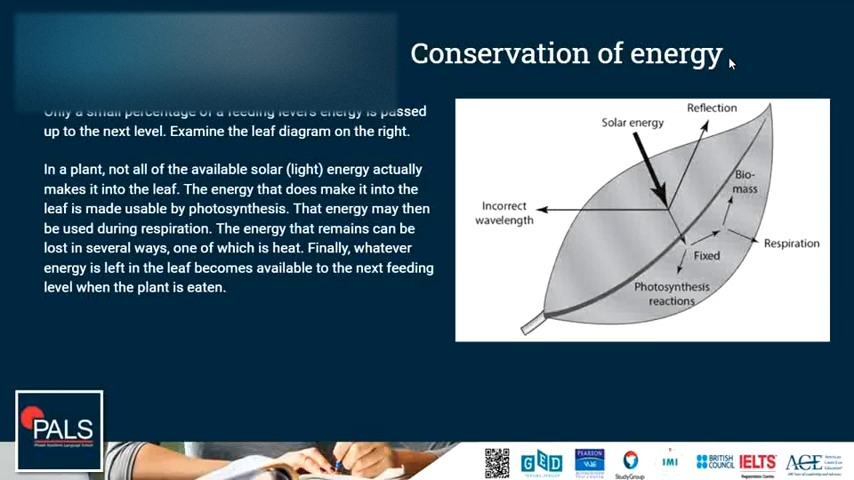 Conservation of energy
Only a small percentage of a feeding level's energy is passed
up to the next level. Examine the leaf diagram on the right.
In a plant, not all of the available solar (light) energy actually
makes it into the leaf. The energy that does make it into the
leaf is made usable by photosynthesis. That energy may then
be used during respiration. The energy that remains can be
lost in several ways, one of which is heat. Finally, whatever
energy is left in the leaf becomes available to the next feeding
level when the plant is eaten.
Reflection
Solar energy
Bio-
mass
Incorrect
wavelength
Respiration
Fixed
Photosynthesis
reactions
PALS
GED
PEARSON
VUE
StudyGroup
IMI
BRITISH
COUNCIL
IELTS
ACE